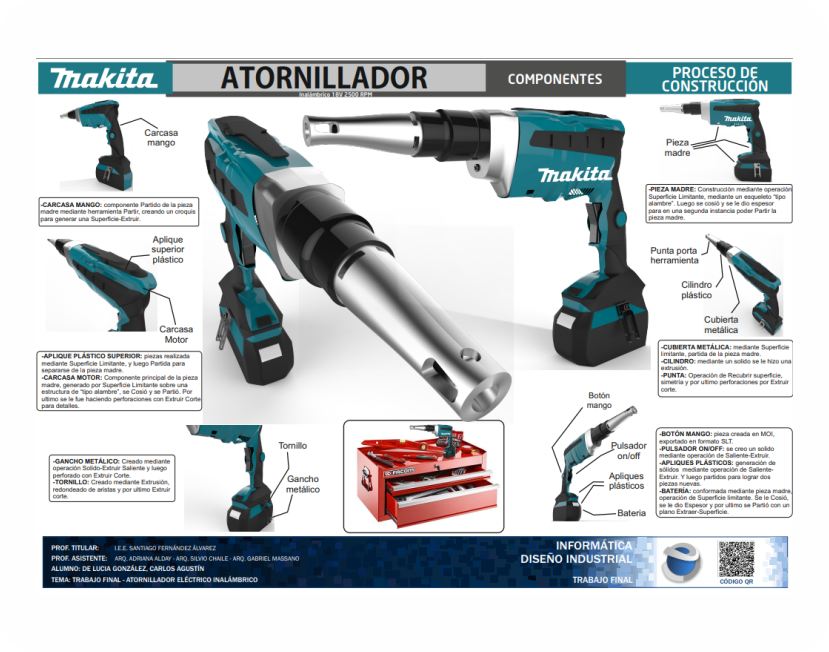 makita
ATORNILLADOR
Inalámbrico 18V 2500 RPM
COMPONENTES
PROCESO DE
CONSTRUCCIÓN
Carcasa
mango
-CARCASA MANGO: componente Partido de la pieza
madre mediante herramienta Partir, creando un croquis
para generar una Superficie-Extruir.
Aplique
superior
plástico
Carcasa
Motor
-APLIQUE PLÁSTICO SUPERIOR: piezas realizada
mediante Superficie Limitante, y luego Partida para
separarse de la pieza madre.
-CARCASA MOTOR: Componente principal de la pieza
madre, generado por Superficie Limitante sobre una
estructura de "tipo alambre", se Cosió y se Partió. Por
ultimo se le fue haciendo perforaciones con Extruir Corte
para detalles.
-GANCHO METÁLICO: Creado mediante
operación Solido-Extruir Saliente y luego
perforado con Extruir Corte.
-TORNILLO: Creado mediante Extrusión,
redondeado de aristas y por ultimo Extruir
corte.
Tornillo
Gancho
metálico
makita
FACOM
makita
Pieza
madre
-PIEZA MADRE: Construcción mediante operación
Superficie Limitante, mediante un esqueleto "tipo
alambre". Luego se cosió y se le dio espesor
para en una segunda instancia poder Partir la
pieza madre.
Punta porta
herramienta
Cilindro
plástico
Cubierta
metálica
-CUBIERTA METÁLICA: mediante Superficie
limitante, partida de la pieza madre.
-CILINDRO: mediante un solido se le hizo una
extrusión.
-PUNTA: Operación de Recubrir superficie,
simetría y por ultimo perforaciones por Extruir
Corte.
Botón
mango
Pulsador
on/off
Apliques
plásticos
Bateria
-BOTÓN MANGO: pieza creada en MOI,
exportado en formato SLT.
-PULSADOR ON/OFF: se creo un solido
mediante operación de Saliente-Extruir.
-APLIQUES PLÁSTICOS: generación de
sólidos mediante operación de Saliente-
Extruir. Y luego partidos para lograr dos
piezas nuevas.
-BATERÍA: conformada mediante pieza madre,
operación de Superficie limitante. Se le Cosió,
se le dio Espesor y por ultimo se Partió con un
plano Extraer-Superficie.
PROF. TITULAR: I.E.E. SANTIAGO FERNÁNDEZ ÁLVAREZ
PROF. ASISTENTE: ARQ. ADRIANA ALDAY - ARQ. SILVIO CHAILE - ARQ. GABRIEL MASSANO
ALUMNO: DE LUCIA GONZÁLEZ, CARLOS AGUSTÍN
TEMA: TRABAJO FINAL - ATORNILLADOR ELÉCTRICO INALÁMBRICO
INFORMÁTICA
DISEÑO INDUSTRIAL
TRABAJO FINAL
CÓDIGO QR